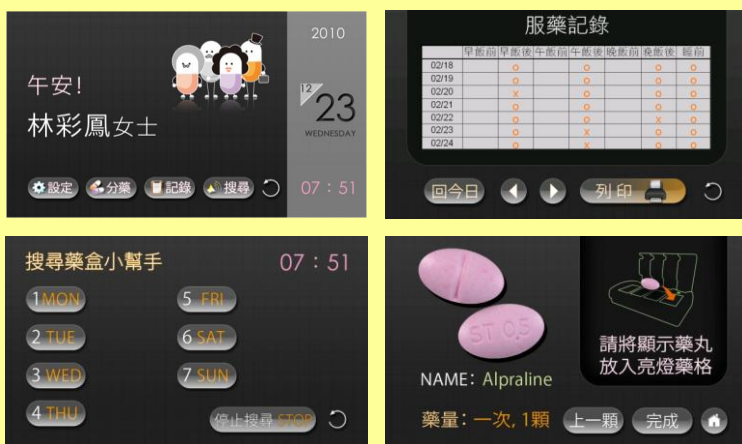 2010
午安!
林彩鳳女士
12
23
WEDNESDAY
設定 分藥 記錄 搜尋 07 : 51
服藥記錄
早飯前 早飯後 午飯前 午飯後 晚飯前 晚飯後 睡前
02/18 o o o o
02/19 o o o o
02/20 x o o o
02/21 o o o o
02/22 o o x o
02/23 o x o o
02/24 o x o o
回今日 列印
搜尋藥盒小幫手 07 : 51
1 MON 5 FRI
2 TUE 6 SAT
3 WED 7 SUN
4 THU 停止搜尋 STOP
ST 0.5
請將顯示藥丸
放入亮燈藥格
NAME: Alpraline
藥量: 一次, 1顆 上一顆 完成